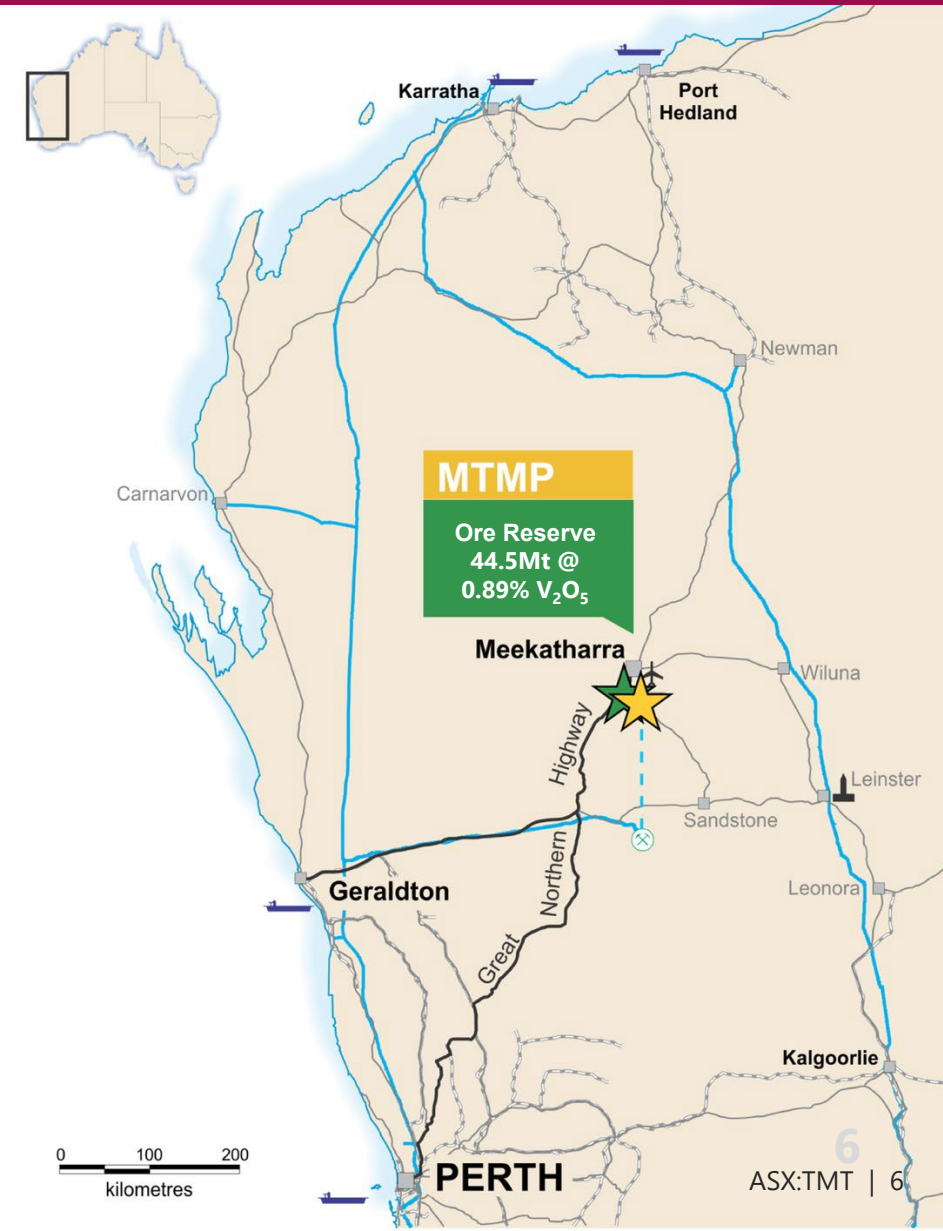 Karratha
Port
Hedland
Newman
Carnarvon
MTMP
Ore Reserve
44.5Mt @
0.89% V₂O₅
Meekatharra
Wiluna
Highway
Leinster
Sandstone
Northern
Leonora
Geraldton
Great
Kalgoorlie
0 100 200
kilometres
PERTH
6
ASX:TMT | 6